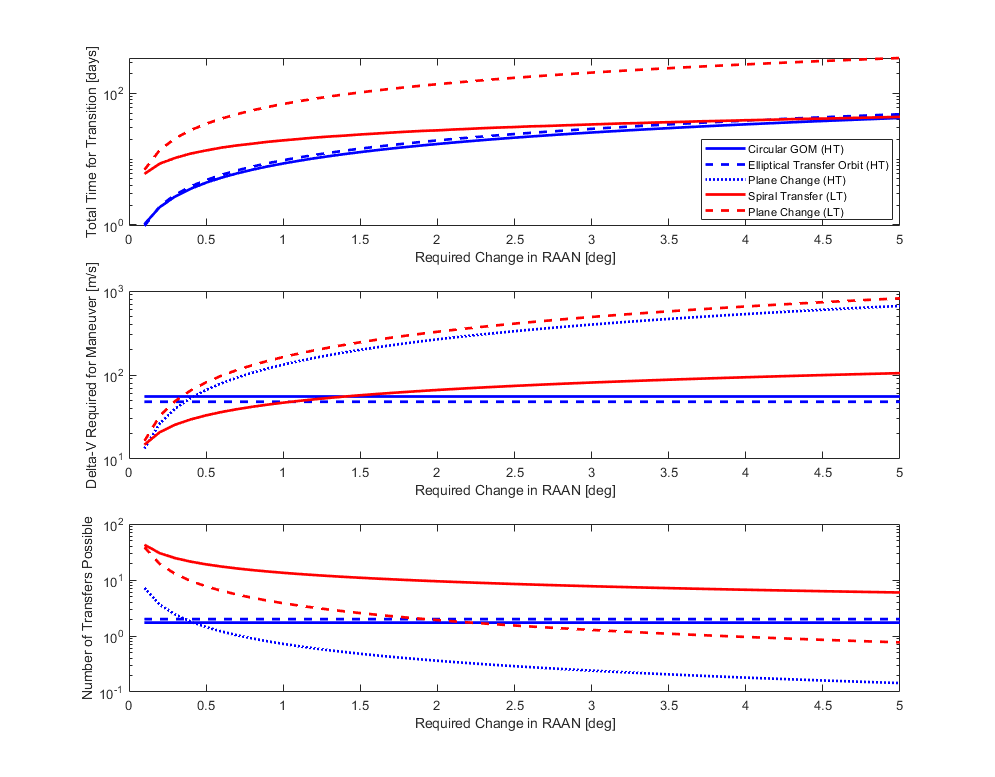 Total Time for Transition [days]
10^2
10^0
0 0.5 1 1.5 2 2.5 3 3.5 4 4.5 5
Required Change in RAAN [deg]
Circular GOM (HT)
Elliptical Transfer Orbit (HT)
Plane Change (HT)
Spiral Transfer (LT)
Plane Change (LT)
Delta-V Required for Maneuver [m/s]
10^3
10^2
10^1
0 0.5 1 1.5 2 2.5 3 3.5 4 4.5 5
Required Change in RAAN [deg]
Number of Transfers Possible
10^2
10^1
10^0
10^-1
0 0.5 1 1.5 2 2.5 3 3.5 4 4.5 5
Required Change in RAAN [deg]